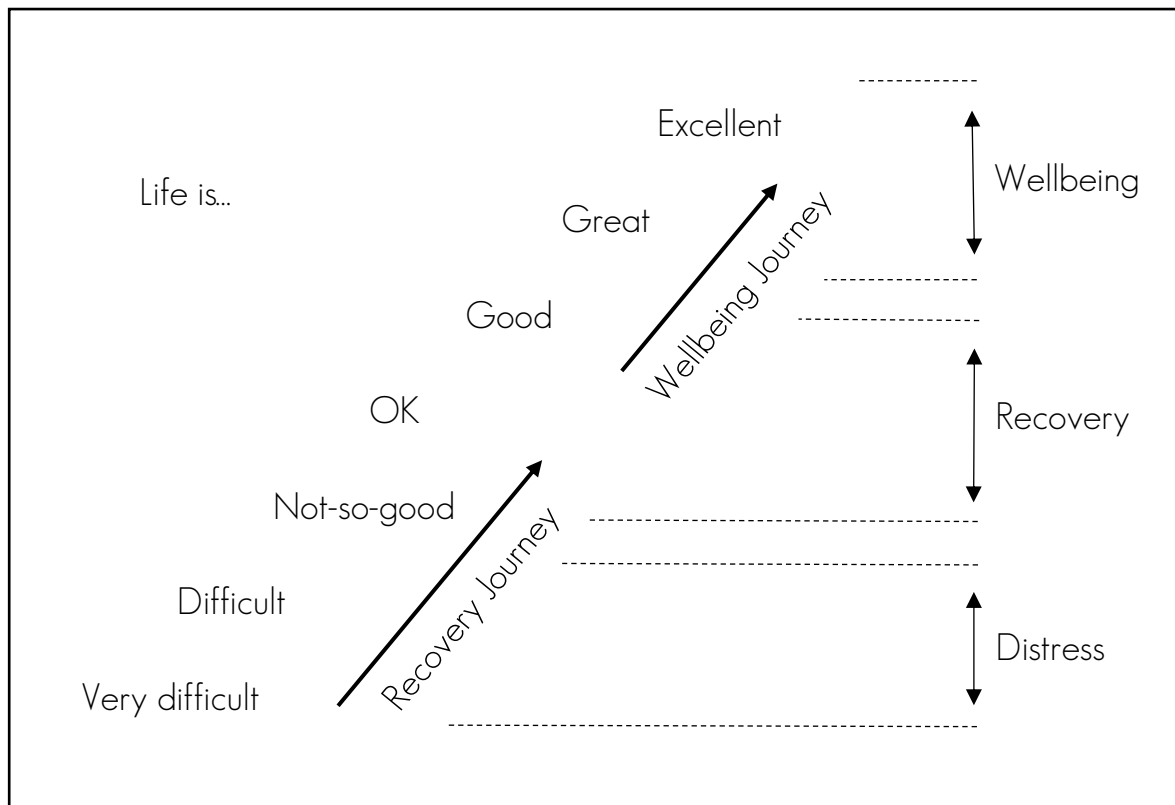 Excellent
Wellbeing
Life is...
Great
Wellbeing Journey
Good
OK
Recovery
Not-so-good
Recovery Journey
Difficult
Distress
Very difficult